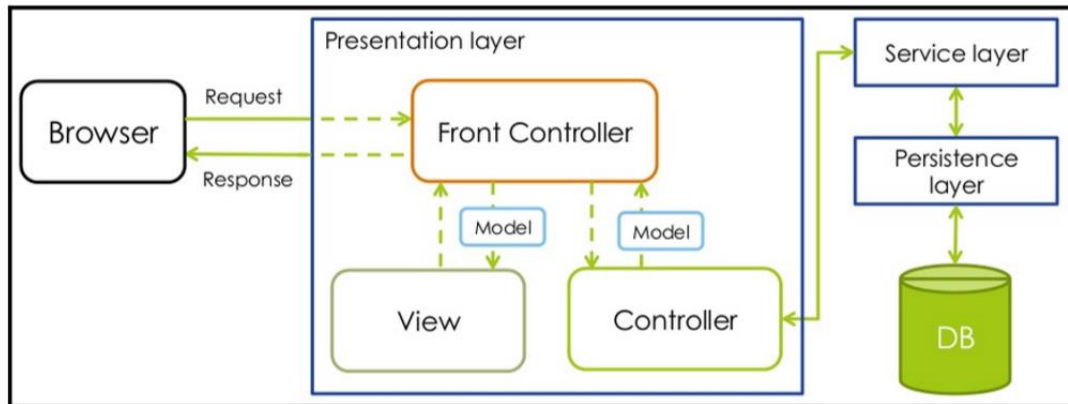 Presentation layer
Service layer
Request
Browser
Front Controller
Response
Persistence
layer
Model
Model
View
Controller
DB